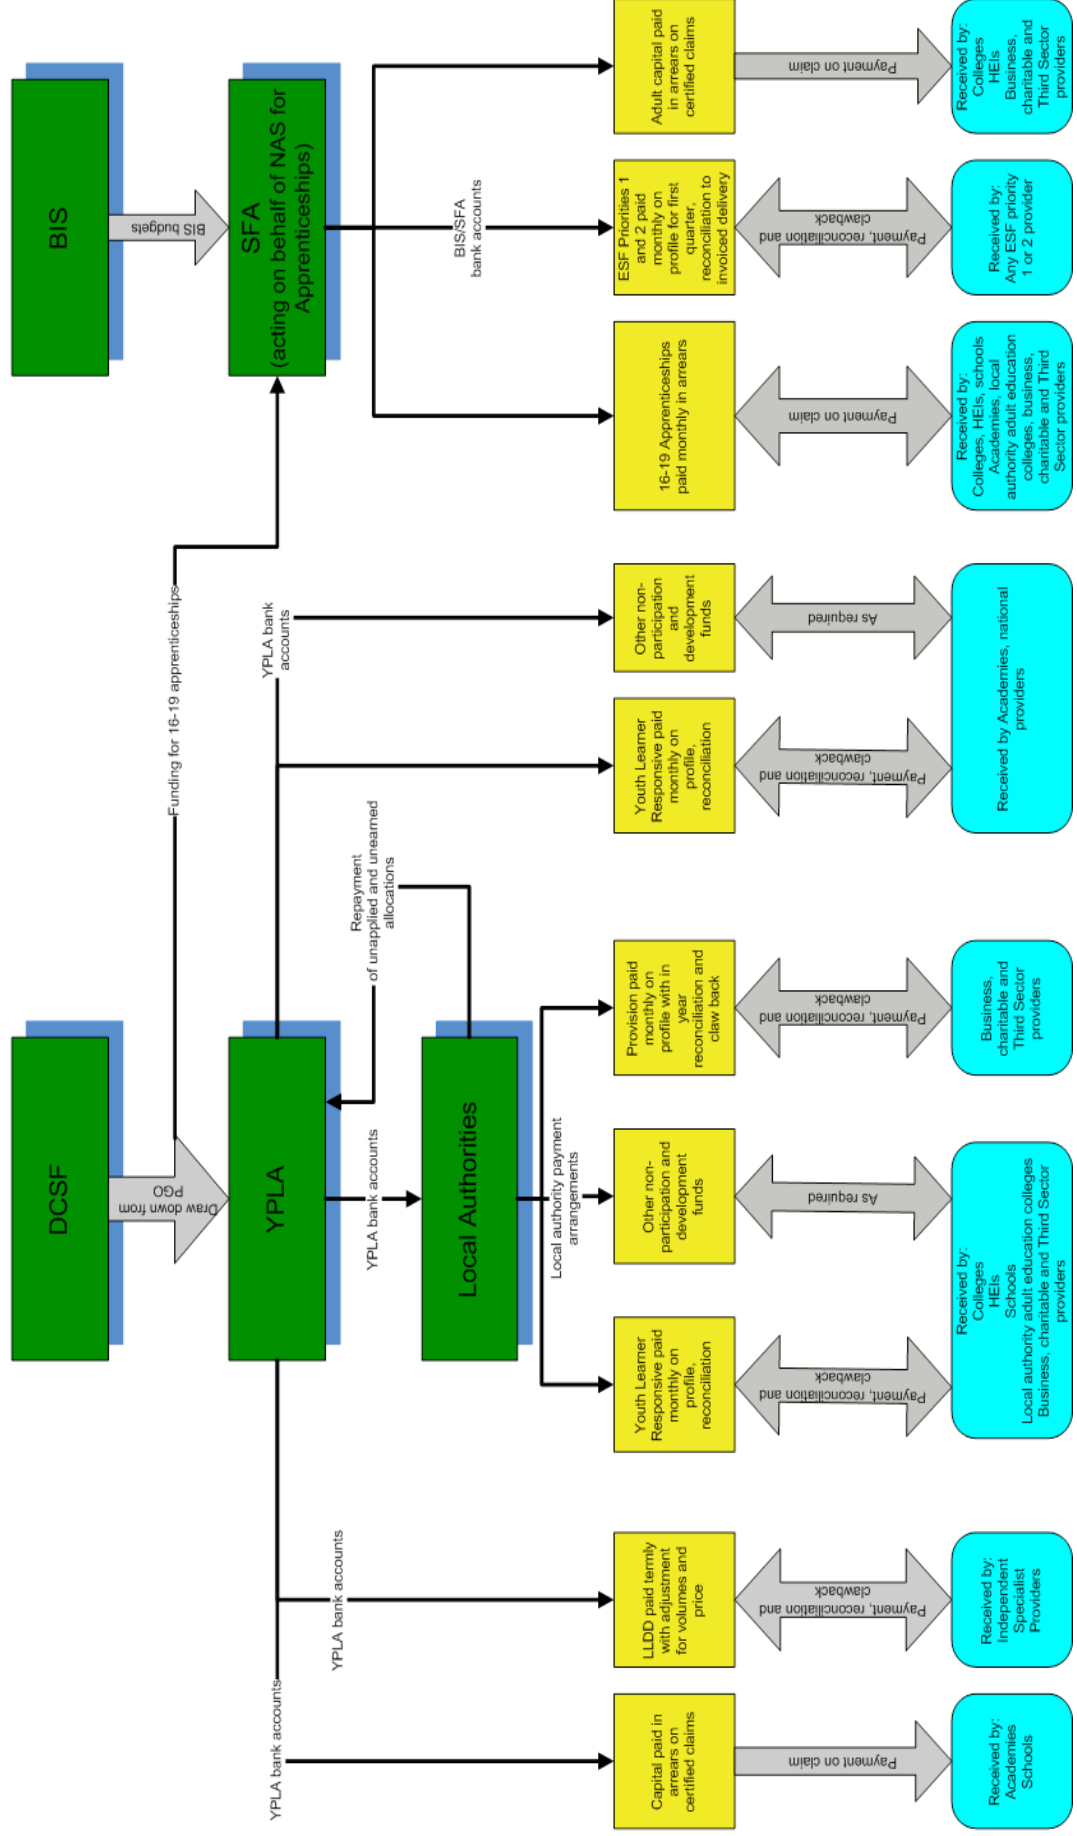 DCSF
BIS
Draw down from
PGO
BIS budgets
Funding for 16-19 apprenticeships
YPLA
SFA
(acting on behalf of NAS for
Apprenticeships)
YPLA bank accounts
YPLA bank accounts
YPLA bank accounts
Repayment
of unapplied and unearned
allocations
YPLA bank
accounts
BIS/SFA
bank accounts
Local Authorities
Local authority payment
arrangements
Capital paid in
arrears on
certified claims
LLDD paid termly
with adjustment
for volumes and
price
Youth Learner
Responsive paid
monthly on
profile,
reconciliation
Other non-
participation and
development
funds
Provision paid
monthly on
profile with in
year
reconciliation and
claw back
Youth Learner
Responsive paid
monthly on
profile,
reconciliation
Other non-
participation
and
development
funds
16-19 Apprenticeships
paid monthly in arrears
ESF Priorities 1
and 2 paid
monthly on
profile for first
quarter,
reconciliation to
invoiced delivery
Adult capital paid
in arrears on
certified claims
Payment on claim
Payment, reconciliation and
clawback
Payment, reconciliation and
clawback
As required
Payment, reconciliation and
clawback
Payment, reconciliation and
clawback
As required
Payment on claim
Payment, reconciliation and
clawback
Payment on claim
Received by:
Academies
Schools
Received by:
Independent
Specialist
Providers
Received by:
Colleges
HEIs
Schools
Local authority adult education colleges
Business, charitable and Third Sector
providers
Business,
charitable and
Third Sector
providers
Received by Academies, national
providers
Received by:
Colleges, HEIs, schools
Academies, local
authority adult education
colleges, business,
charitable and Third
Sector providers
Received by:
Any ESF priority
1 or 2 provider
Received by:
Colleges
HEIs
Business,
charitable and
Third Sector
providers